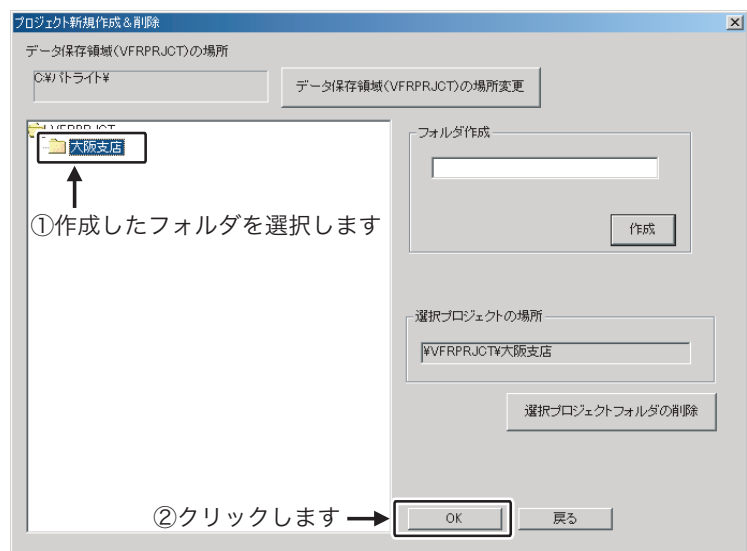 プロジェクト新規作成&削除
データ保存領域(VFRPRJCT)の場所
C:¥パトライト¥
データ保存領域(VFRPRJCT)の場所変更
VFRPRJCT
大阪支店
①作成したフォルダを選択します
フォルダ作成
作成
選択プロジェクトの場所
¥VFRPRJCT¥大阪支店
選択プロジェクトフォルダの削除
②クリックします
OK
戻る